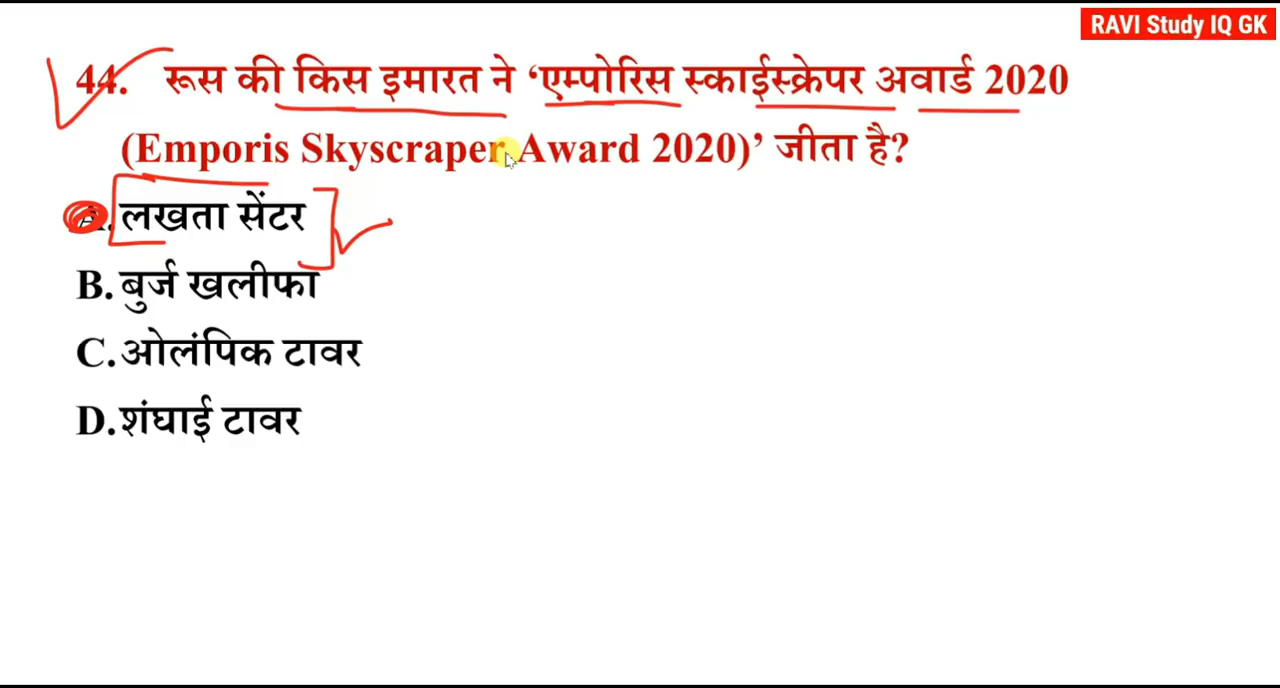 RAVI Study IQ GK
44. रूस की किस इमारत ने ‘एम्पोरिस स्काईस्क्रेपर अवार्ड 2020
(Emporis Skyscraper Award 2020)’ जीता है?
A. लखता सेंटर
B. बुर्ज खलीफा
C. ओलंपिक टावर
D. शंघाई टावर